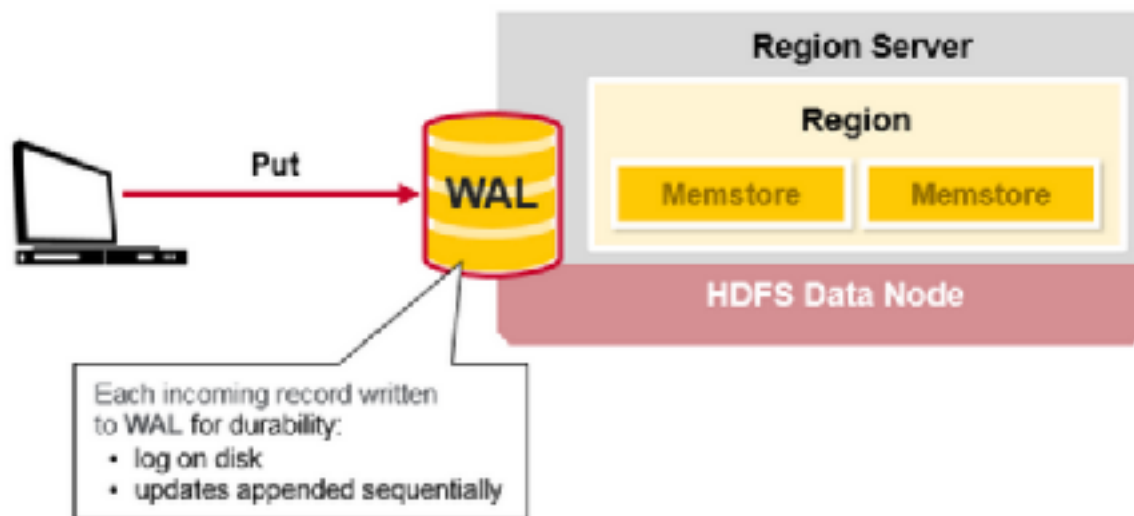 Region Server
Region
Put
WAL
Memstore
Memstore
HDFS Data Node
Each incoming record written
to WAL for durability:
• log on disk
• updates appended sequentially